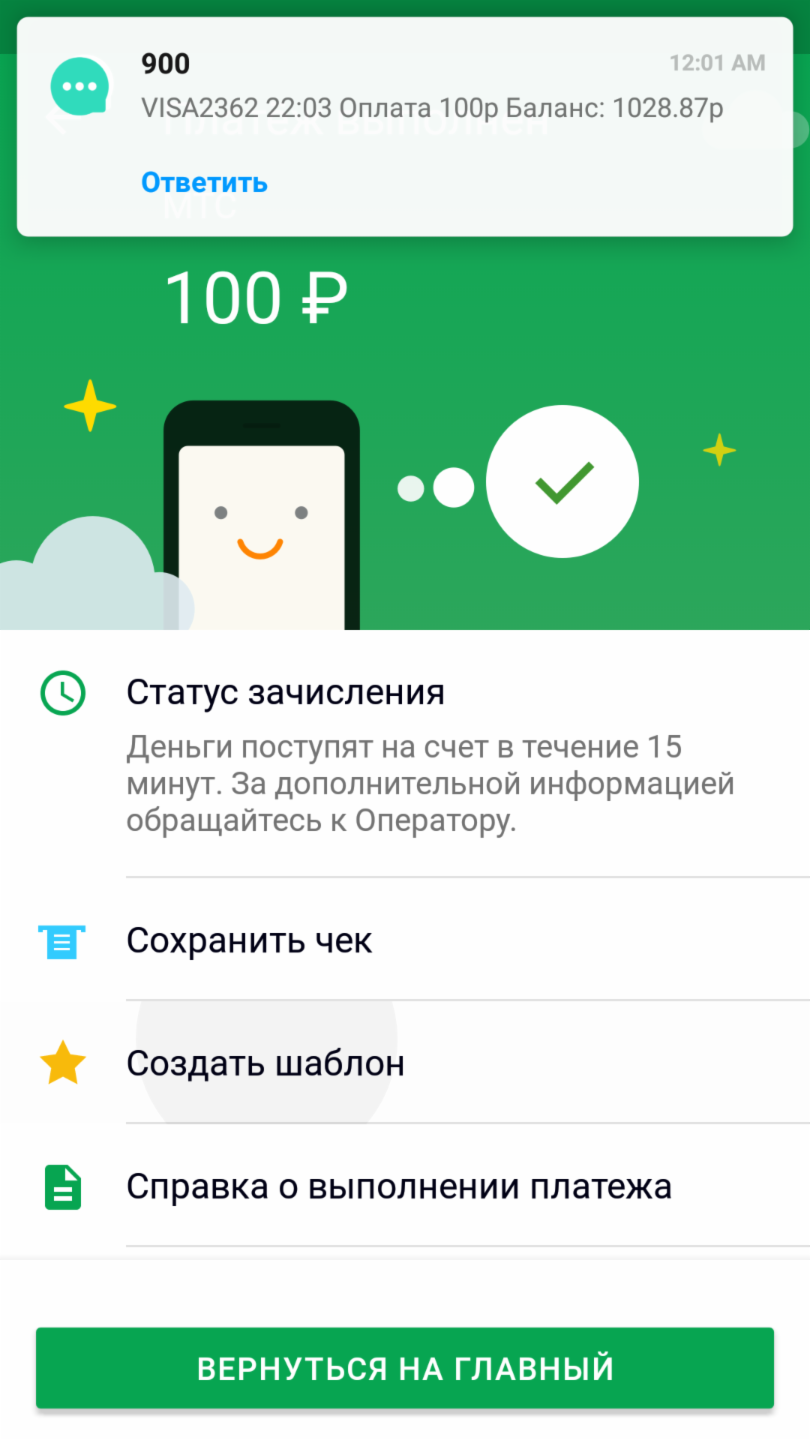 900
12:01 AM
VISA2362 22:03 Оплата 100р Баланс: 1028.87р
Платеж выполнен
Ответить
МТС
100 ₽
Статус зачисления
Деньги поступят на счет в течение 15
минут. За дополнительной информацией
обращайтесь к Оператору.
Сохранить чек
Создать шаблон
Справка о выполнении платежа
ВЕРНУТЬСЯ НА ГЛАВНЫЙ